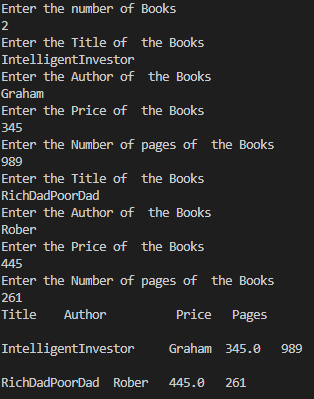 Enter the number of Books
2
Enter the Title of  the Books
IntelligentInvestor
Enter the Author of  the Books
Graham
Enter the Price of  the Books
345
Enter the Number of pages of  the Books
989
Enter the Title of  the Books
RichDadPoorDad
Enter the Author of  the Books
Rober
Enter the Price of  the Books
445
Enter the Number of pages of  the Books
261
Title    Author          Price   Pages
IntelligentInvestor     Graham  345.0   989
RichDadPoorDad  Rober   445.0   261